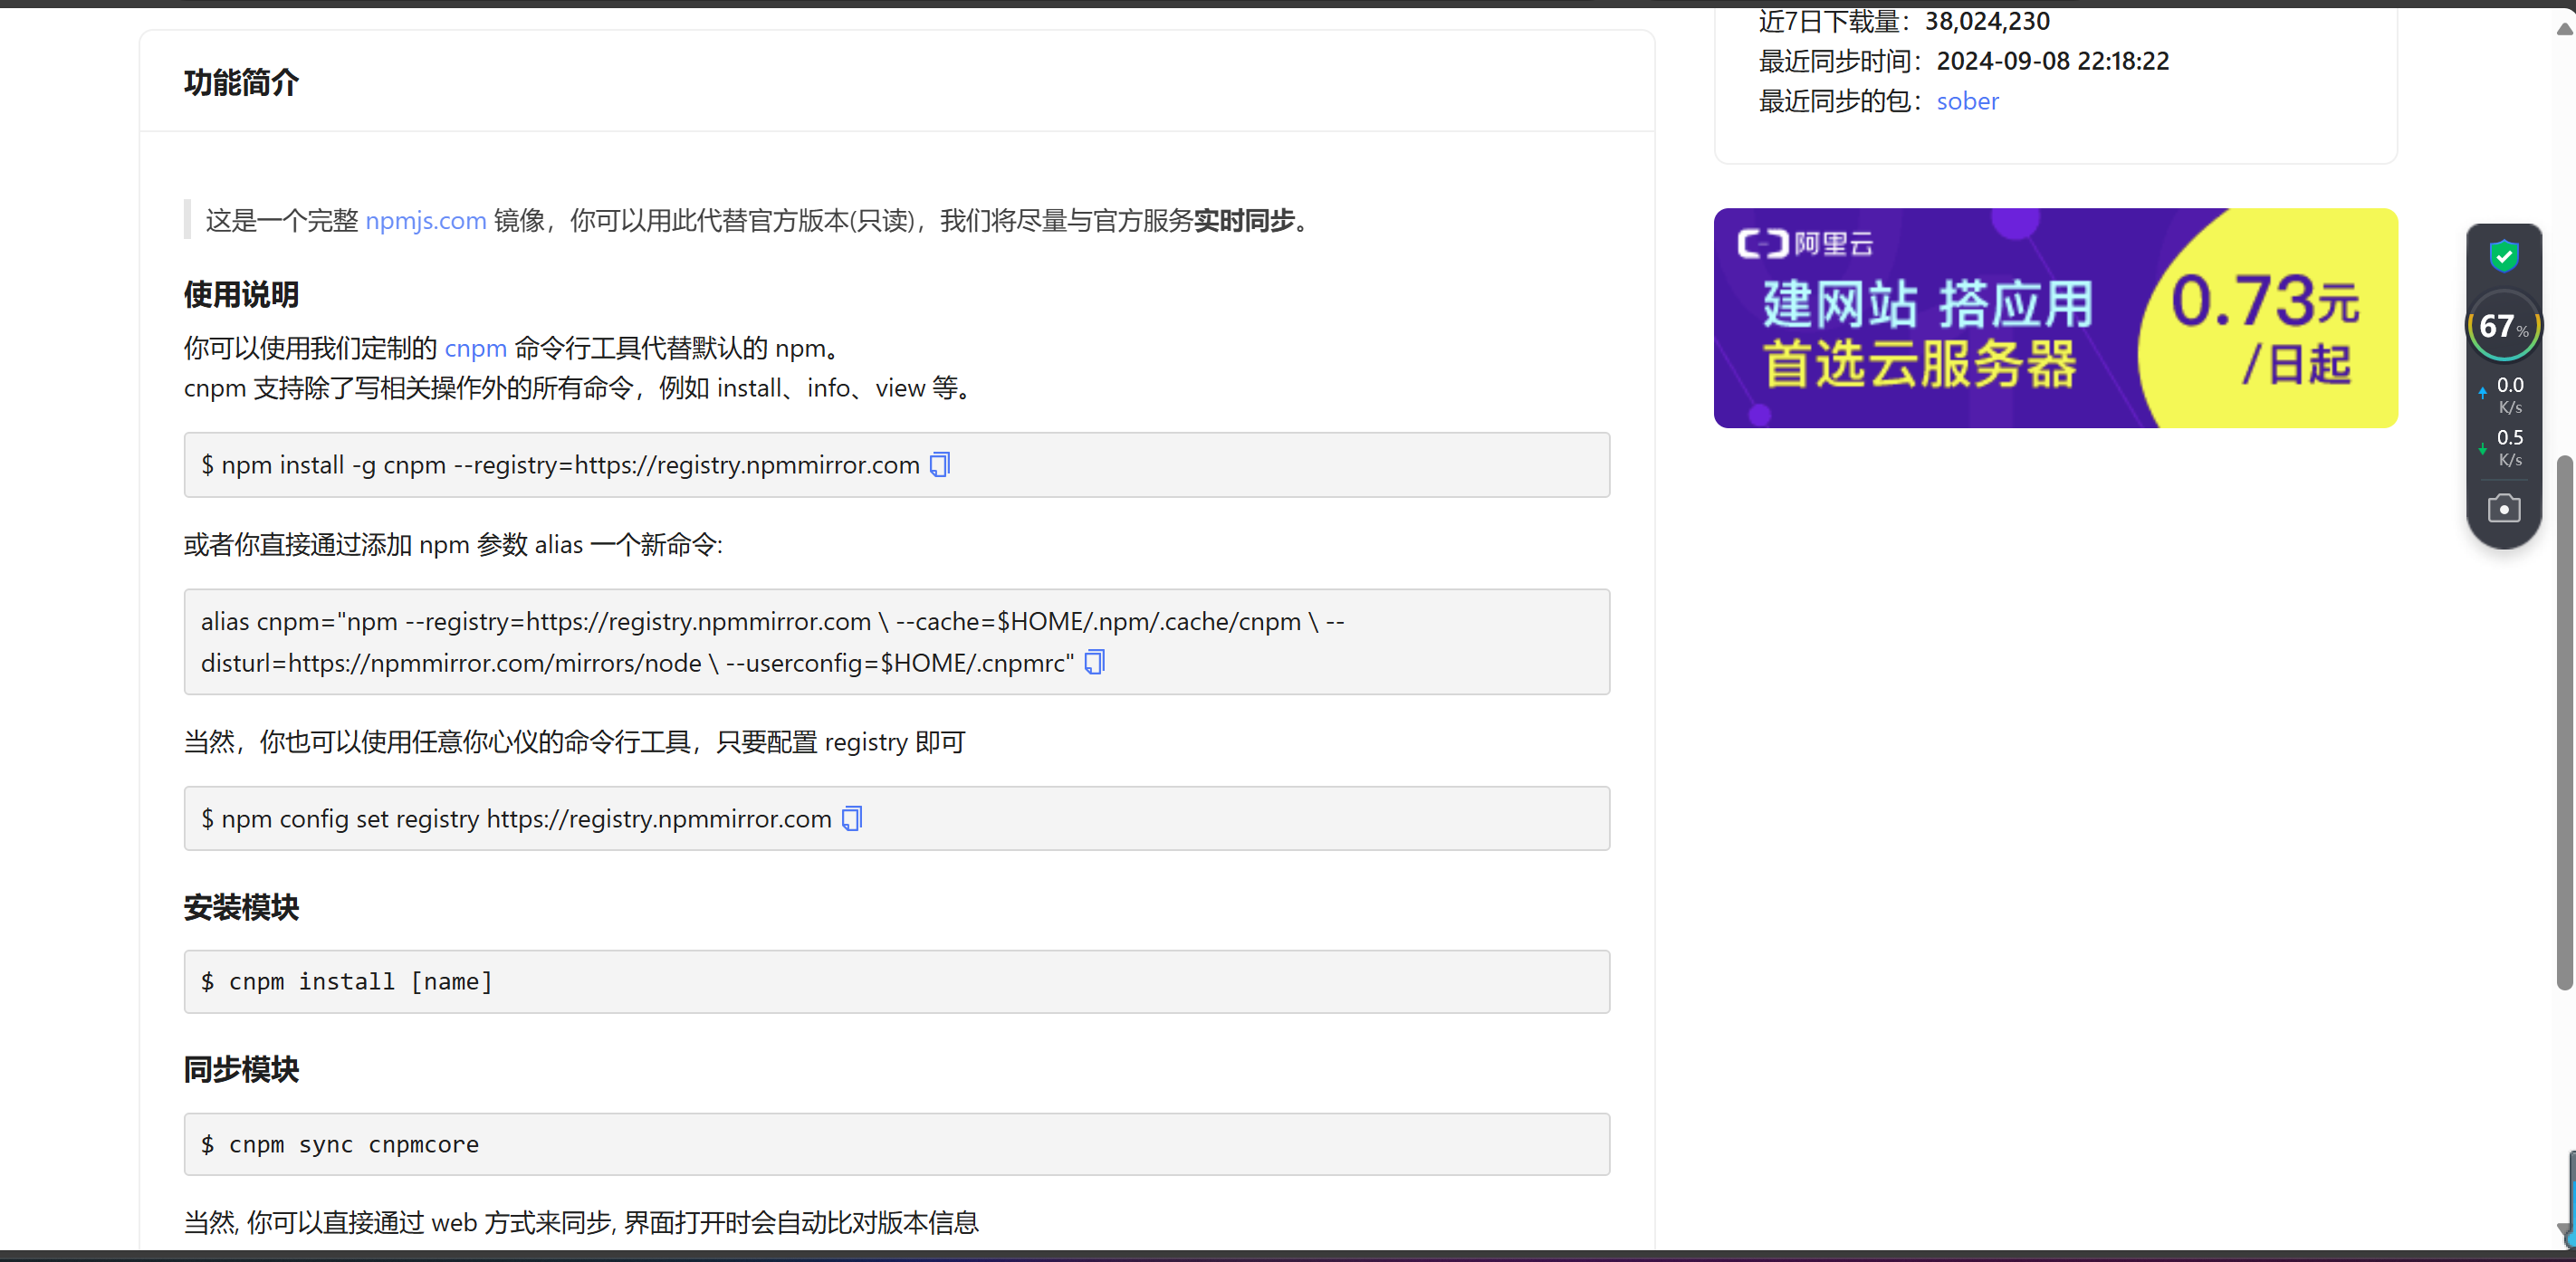 功能简介
这是一个完整 npmjs.com 镜像，你可以用此代替官方版本(只读)，我们将尽量与官方服务实时同步。
使用说明
你可以使用我们定制的 cnpm 命令行工具代替默认的 npm。
cnpm 支持除了写相关操作外的所有命令，例如 install、info、view 等。
$ npm install -g cnpm --registry=https://registry.npmmirror.com
或者你直接通过添加 npm 参数 alias 一个新命令:
alias cnpm="npm --registry=https://registry.npmmirror.com \ --cache=$HOME/.npm/.cache/cnpm \ --
disturl=https://npmmirror.com/mirrors/node \ --userconfig=$HOME/.cnpmrc"
当然，你也可以使用任意你心仪的命令行工具，只要配置 registry 即可
$ npm config set registry https://registry.npmmirror.com
安装模块
$ cnpm install [name]
同步模块
$ cnpm sync cnpmcore
当然, 你可以直接通过 web 方式来同步, 界面打开时会自动比对版本信息
近7日下载量：38,024,230
最近同步时间：2024-09-08 22:18:22
最近同步的包：sober
阿里云
建网站 搭应用
首选云服务器
0.73元
/日起
67%
0.0
K/s
0.5
K/s